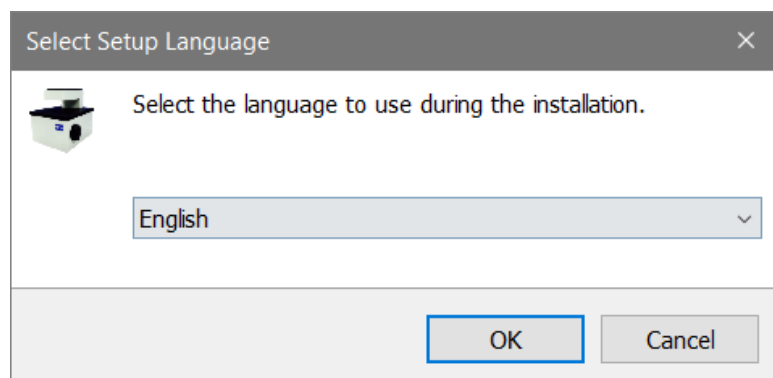 Select Setup Language
Select the language to use during the installation.
English
OK
Cancel